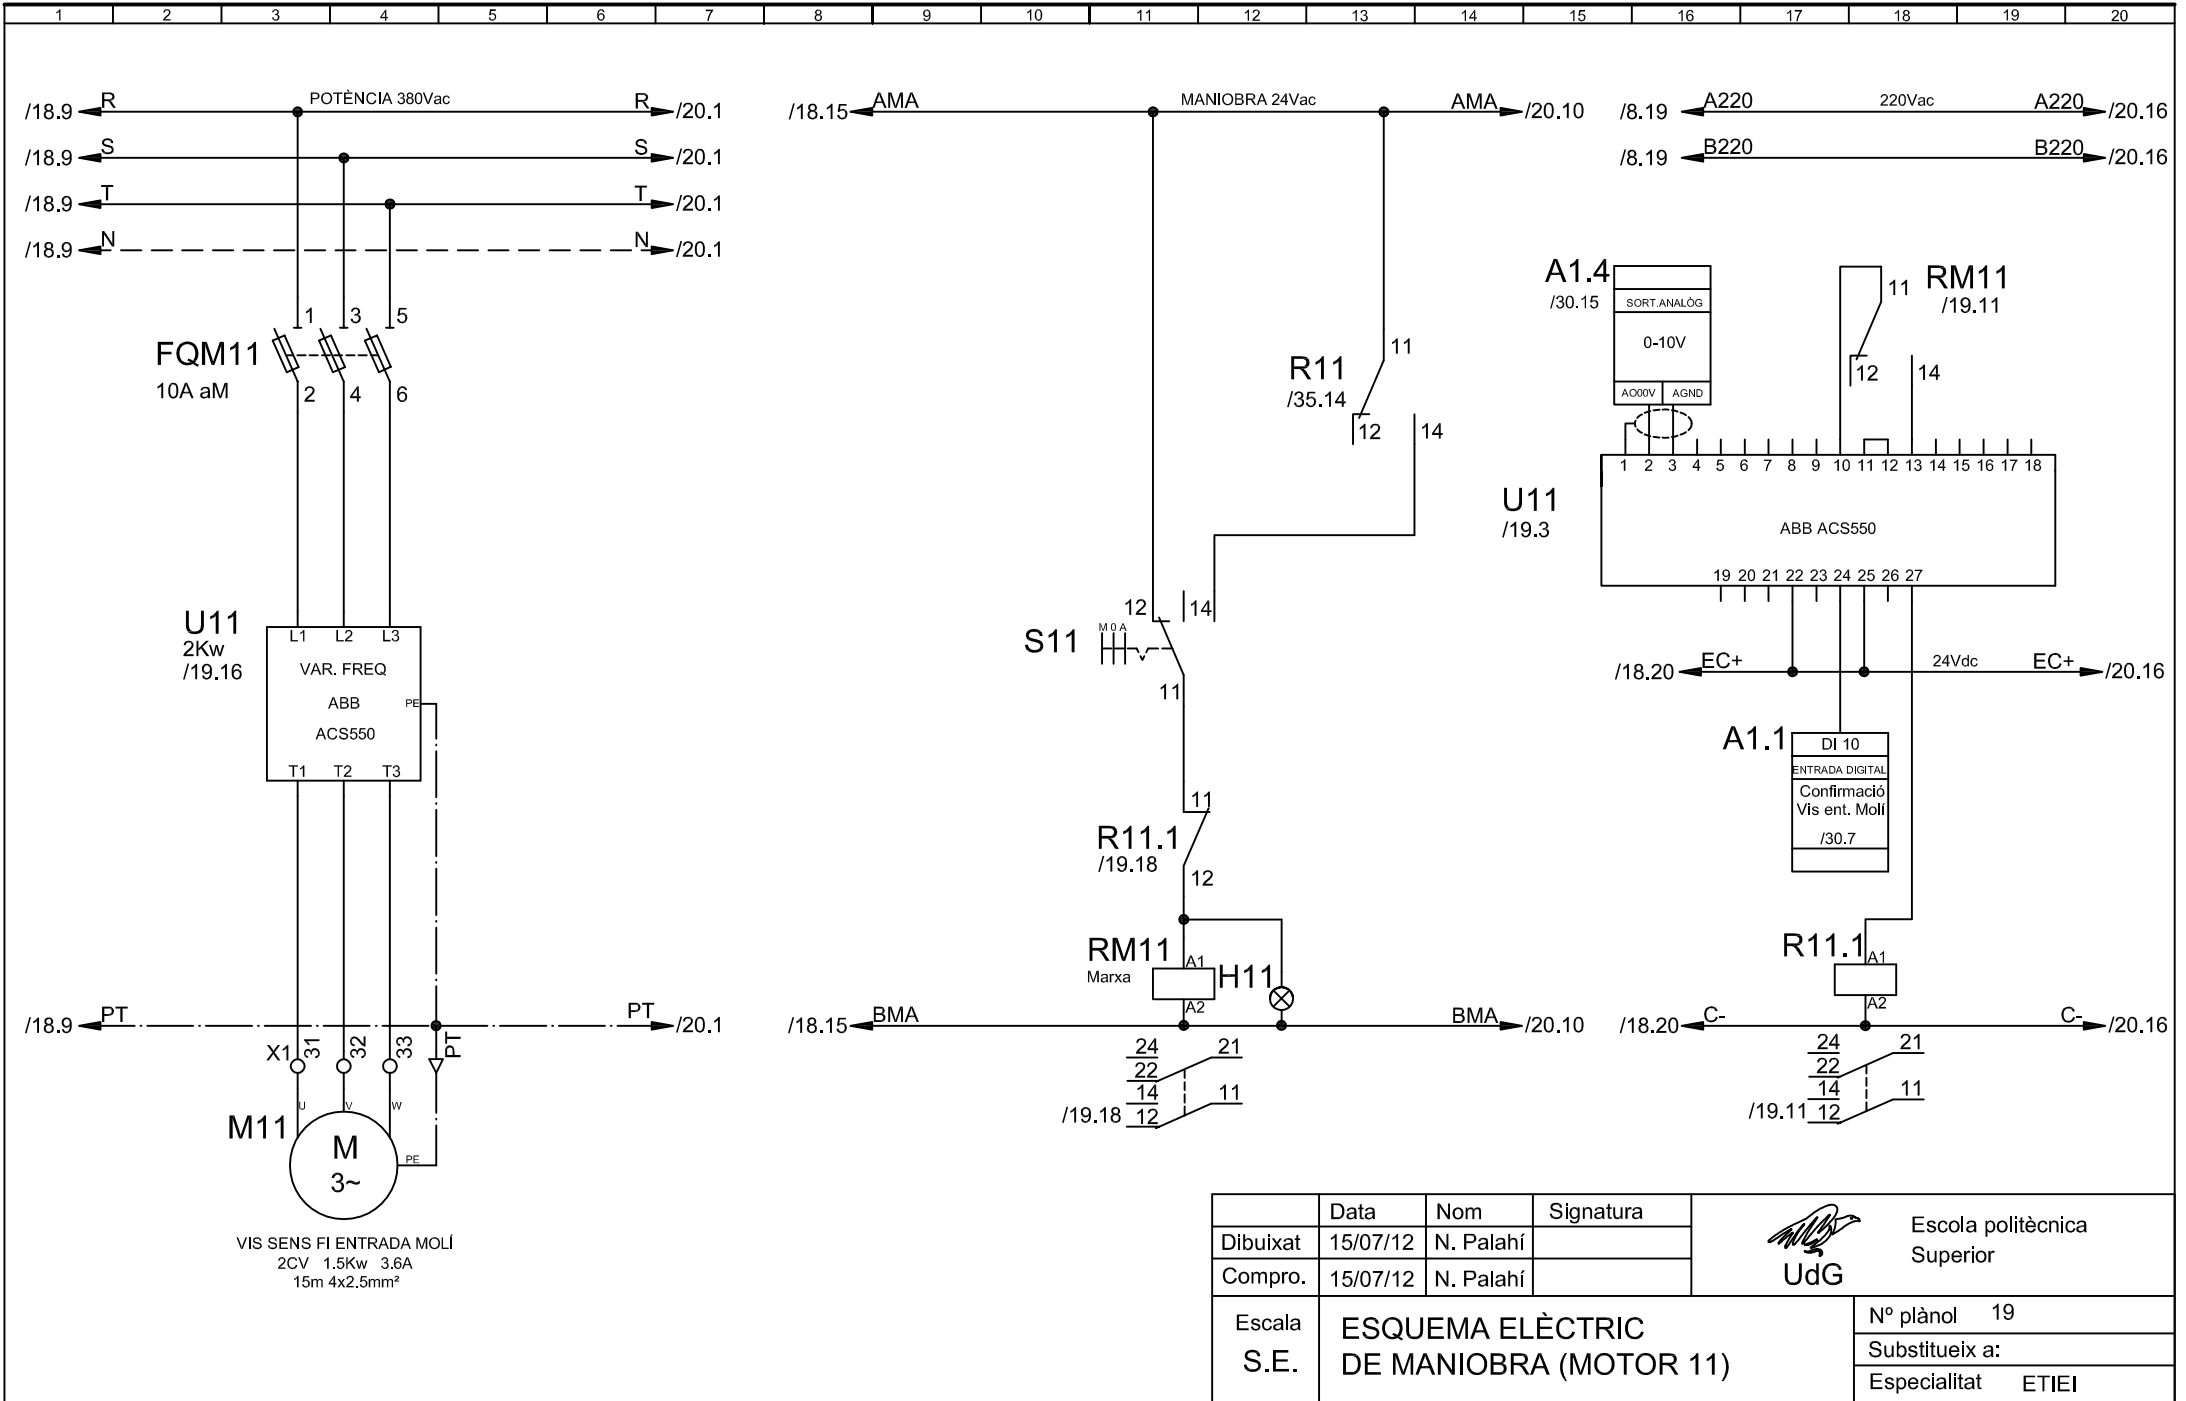 1 2 3 4 5 6 7 8 9 10 11 12 13 14 15 16 17 18 19 20
/18.9 R POTÈNCIA 380Vac R /20.1
/18.9 S S /20.1
/18.9 T T /20.1
/18.9 N N /20.1
1 3 5
FQM11
10A aM
2 4 6
U11
2Kw
/19.16
L1 L2 L3
VAR. FREQ
ABB
ACS550
PE
T1 T2 T3
/18.9 PT PT /20.1
X1 31 32 33 PT
U V W
M11
M
3~
PE
VIS SENS FI ENTRADA MOLÍ
2CV 1.5Kw 3.6A
15m 4x2.5mm²
/18.15 AMA MANIOBRA 24Vac AMA /20.10
R11
/35.14
11
12 14
12 14
S11
M 0 A
11
11
R11.1
/19.18
12
RM11
Marxa
A1
A2
H11
/18.15 BMA BMA /20.10
24 21
22
14 11
/19.18 12
/8.19 A220 220Vac A220 /20.16
/8.19 B220 B220 /20.16
A1.4
/30.15
SORT.ANALÒG
0-10V
AO00V AGND
RM11
/19.11
11
12 14
1 2 3 4 5 6 7 8 9 10 11 12 13 14 15 16 17 18
U11
/19.3
ABB ACS550
19 20 21 22 23 24 25 26 27
/18.20 EC+ 24Vdc EC+ /20.16
A1.1
DI 10
ENTRADA DIGITAL
Confirmació
Vis ent. Molí
/30.7
R11.1
A1
A2
/18.20 C- C- /20.16
24 21
22
14 11
/19.11 12
Data Nom Signatura
Dibuixat 15/07/12 N. Palahí
Compro. 15/07/12 N. Palahí
UdG
Escola politècnica
Superior
Escala
S.E.
ESQUEMA ELÈCTRIC
DE MANIOBRA (MOTOR 11)
Nº plànol 19
Substitueix a:
Especialitat ETIEI